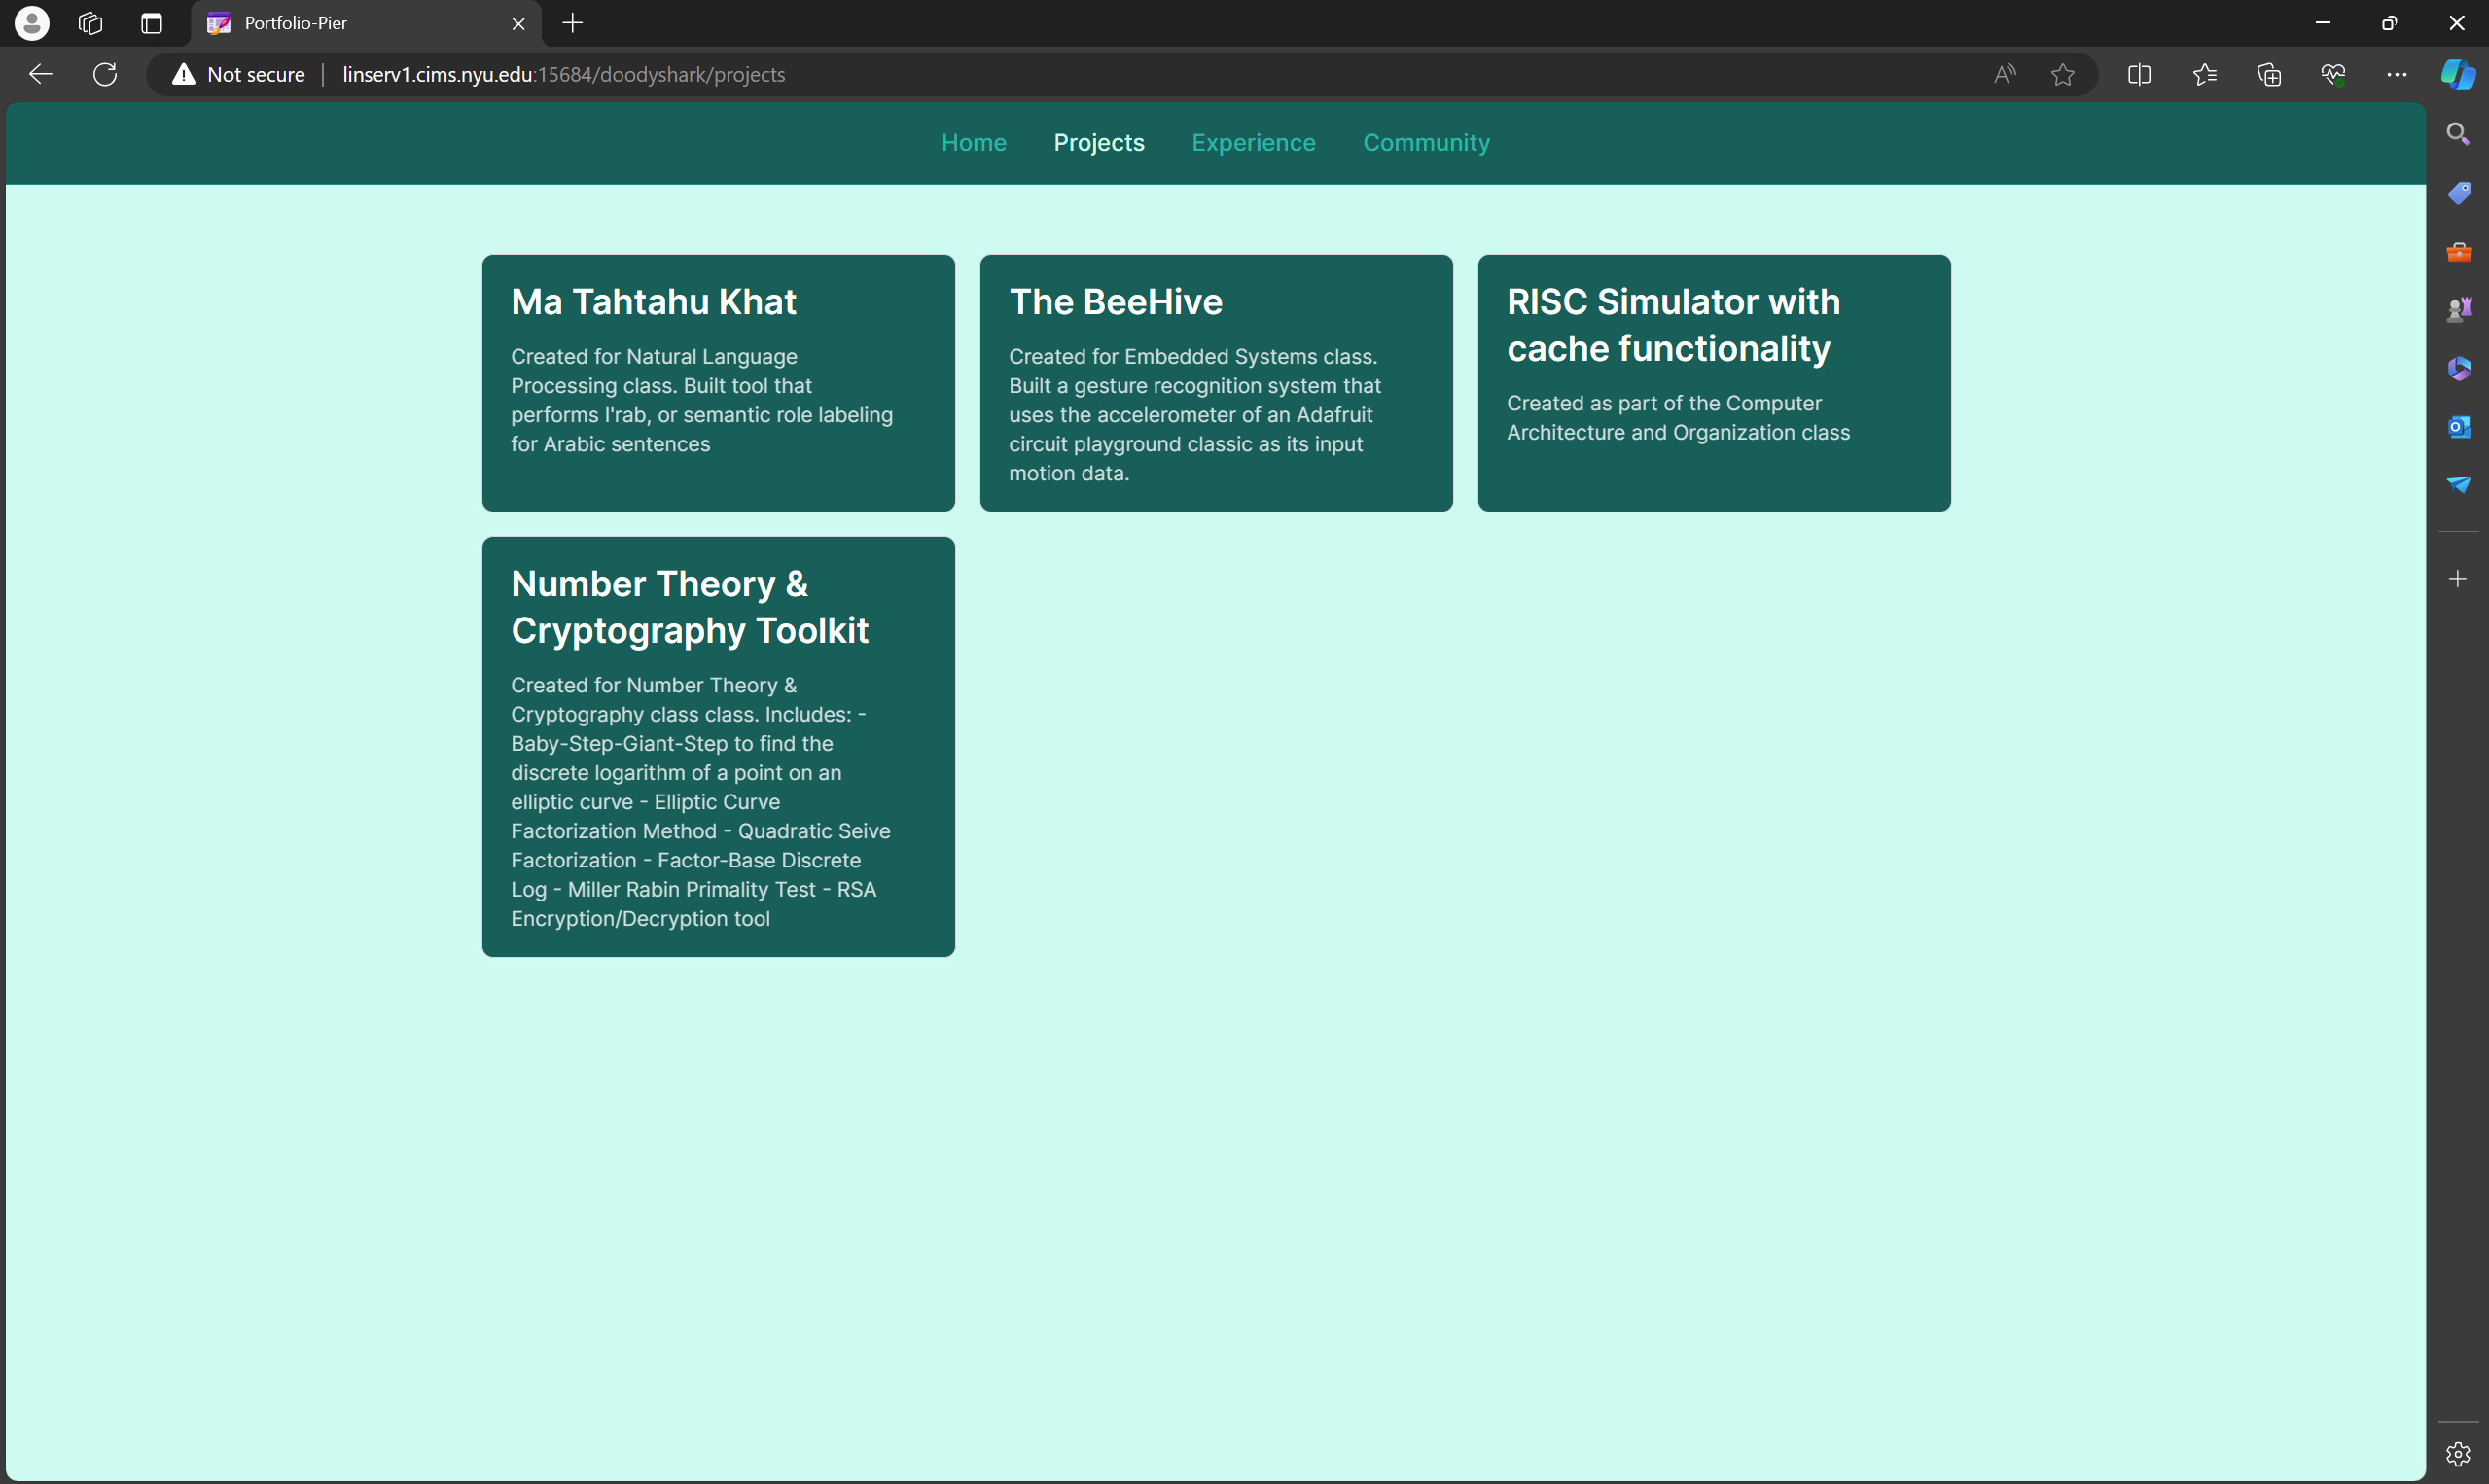 Portfolio-Pier
Not secure
linserv1.cims.nyu.edu:15684/doodyshark/projects
Home Projects Experience Community
Ma Tahtahu Khat
Created for Natural Language
Processing class. Built tool that
performs I'rab, or semantic role labeling
for Arabic sentences
The BeeHive
Created for Embedded Systems class.
Built a gesture recognition system that
uses the accelerometer of an Adafruit
circuit playground classic as its input
motion data.
RISC Simulator with
cache functionality
Created as part of the Computer
Architecture and Organization class
Number Theory &
Cryptography Toolkit
Created for Number Theory &
Cryptography class class. Includes: -
Baby-Step-Giant-Step to find the
discrete logarithm of a point on an
elliptic curve - Elliptic Curve
Factorization Method - Quadratic Seive
Factorization - Factor-Base Discrete
Log - Miller Rabin Primality Test - RSA
Encryption/Decryption tool